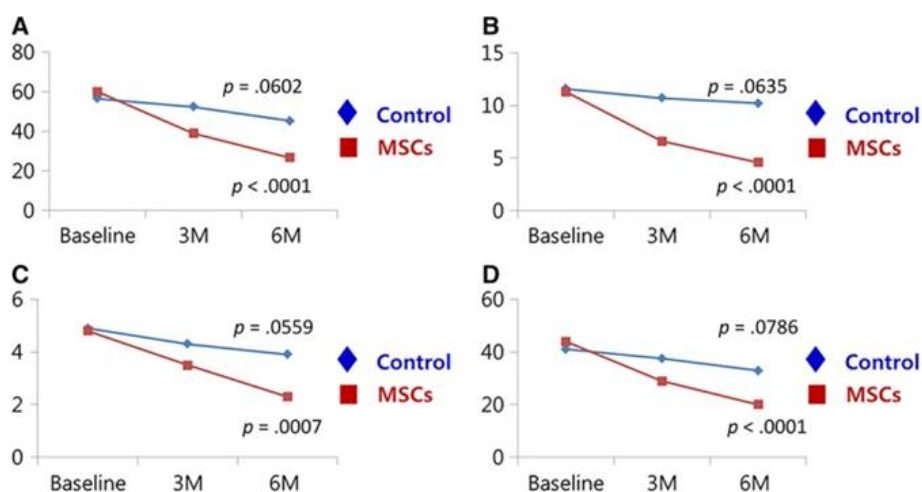 A
80
60
40
20
0
p = .0602
p < .0001
Baseline 3M 6M
Control
MSCs
B
15
10
5
0
p = .0635
p < .0001
Baseline 3M 6M
Control
MSCs
C
6
4
2
0
p = .0559
p = .0007
Baseline 3M 6M
Control
MSCs
D
60
40
20
0
p = .0786
p < .0001
Baseline 3M 6M
Control
MSCs